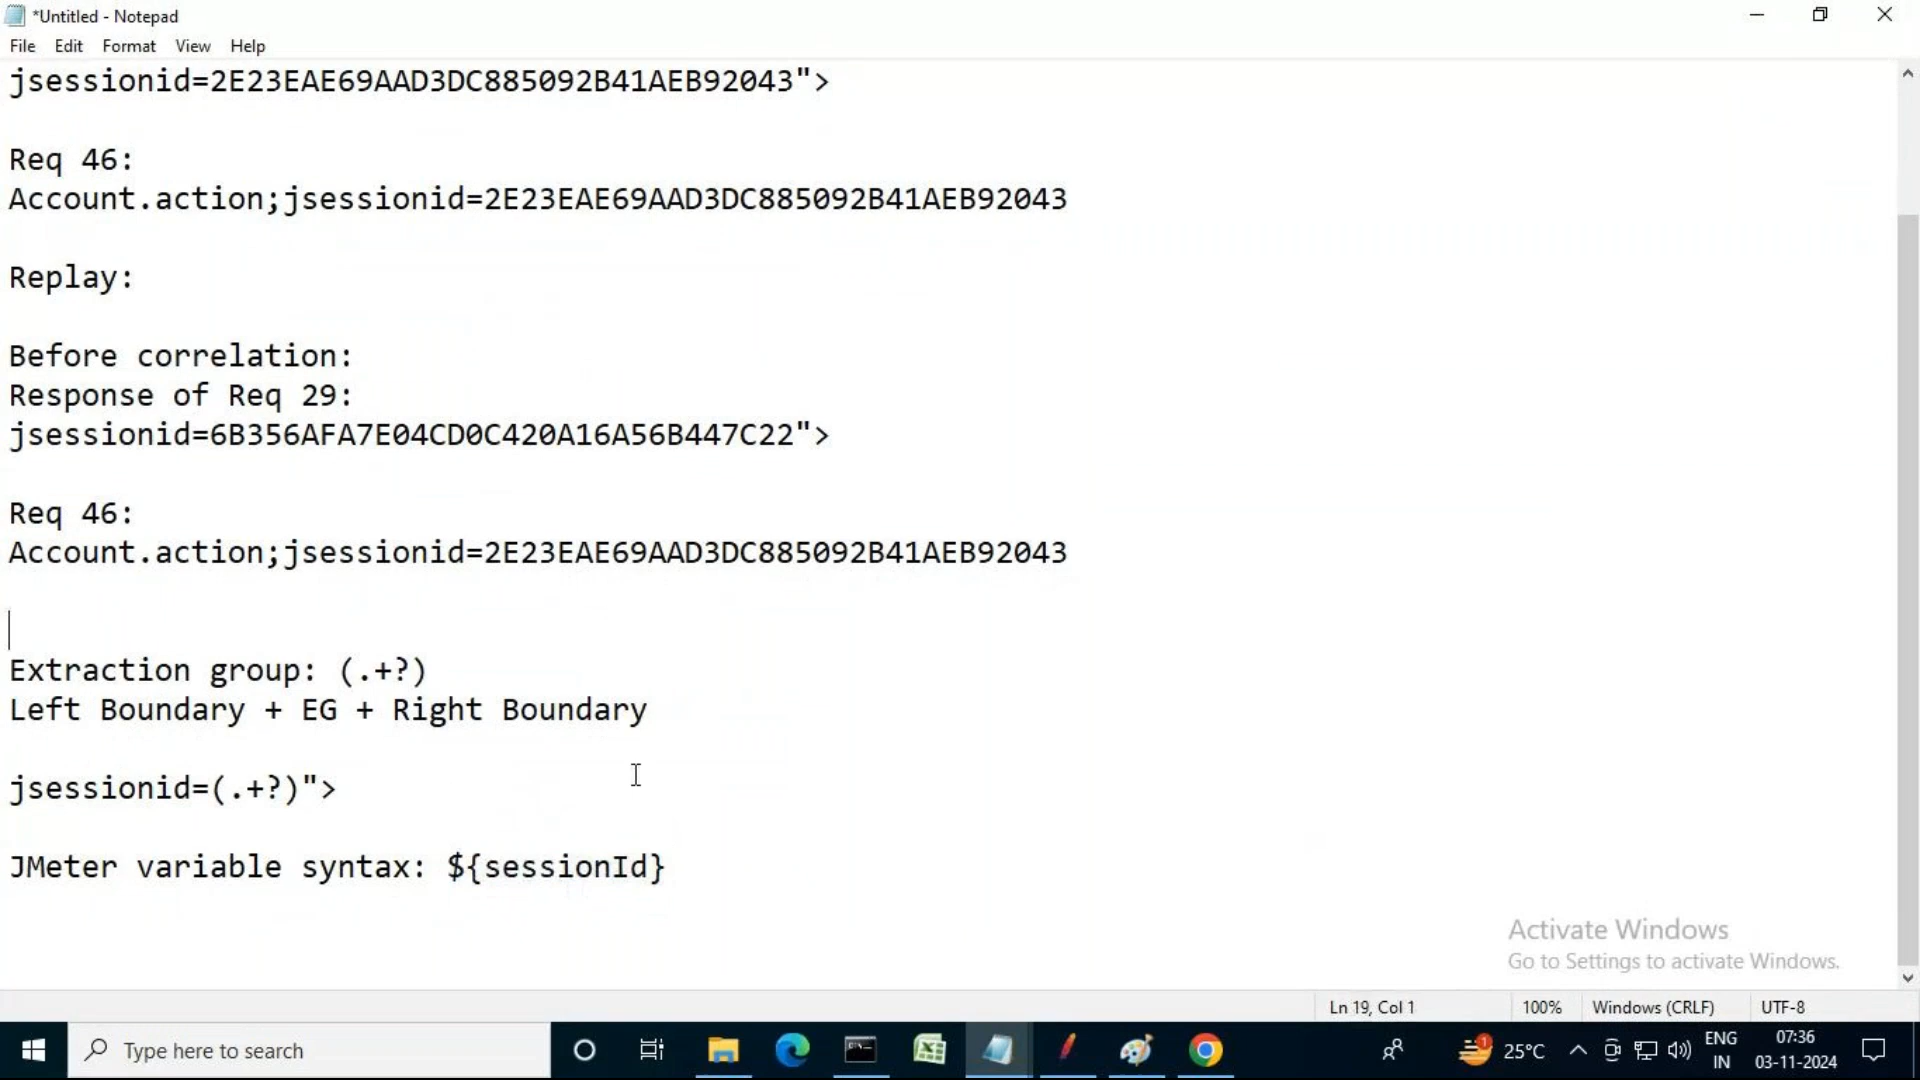 *Untitled - Notepad
File Edit Format View Help
jsessionid=2E23EAE69AAD3DC885092B41AEB92043">
Req 46:
Account.action;jsessionid=2E23EAE69AAD3DC885092B41AEB92043
Replay:
Before correlation:
Response of Req 29:
jsessionid=6B356AFA7E04CD0C420A16A56B447C22">
Req 46:
Account.action;jsessionid=2E23EAE69AAD3DC885092B41AEB92043
Extraction group: (.+?)
Left Boundary + EG + Right Boundary
jsessionid=(.+?)">
JMeter variable syntax: ${sessionId}
Activate Windows
Go to Settings to activate Windows.
Ln 19, Col 1 100% Windows (CRLF) UTF-8
Type here to search
1 25°C ENG 07:36
IN 03-11-2024